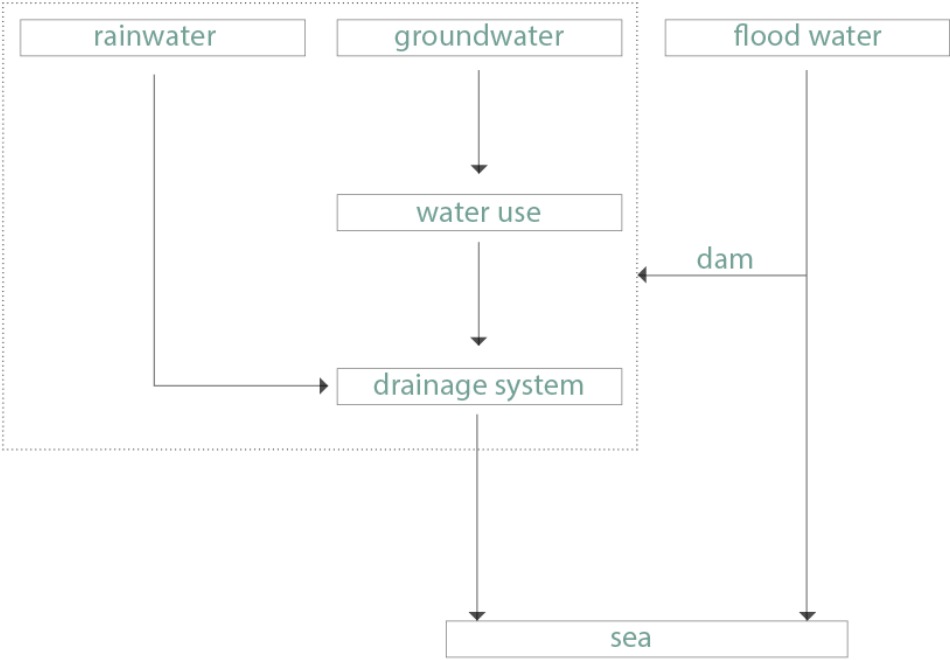 rainwater
groundwater
flood water
water use
dam
drainage system
sea